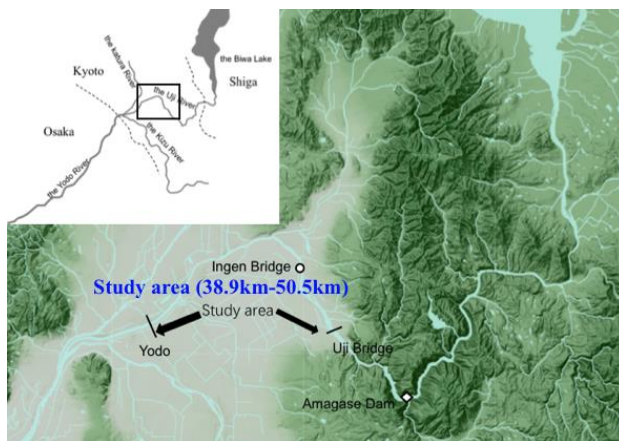 the Biwa Lake
Kyoto
the katura River
Shiga
the Uji River
Osaka
the Kizu River
the Yodo River
Ingen Bridge
Study area (38.9km-50.5km)
Study area
Yodo
Uji Bridge
Amagase Dam